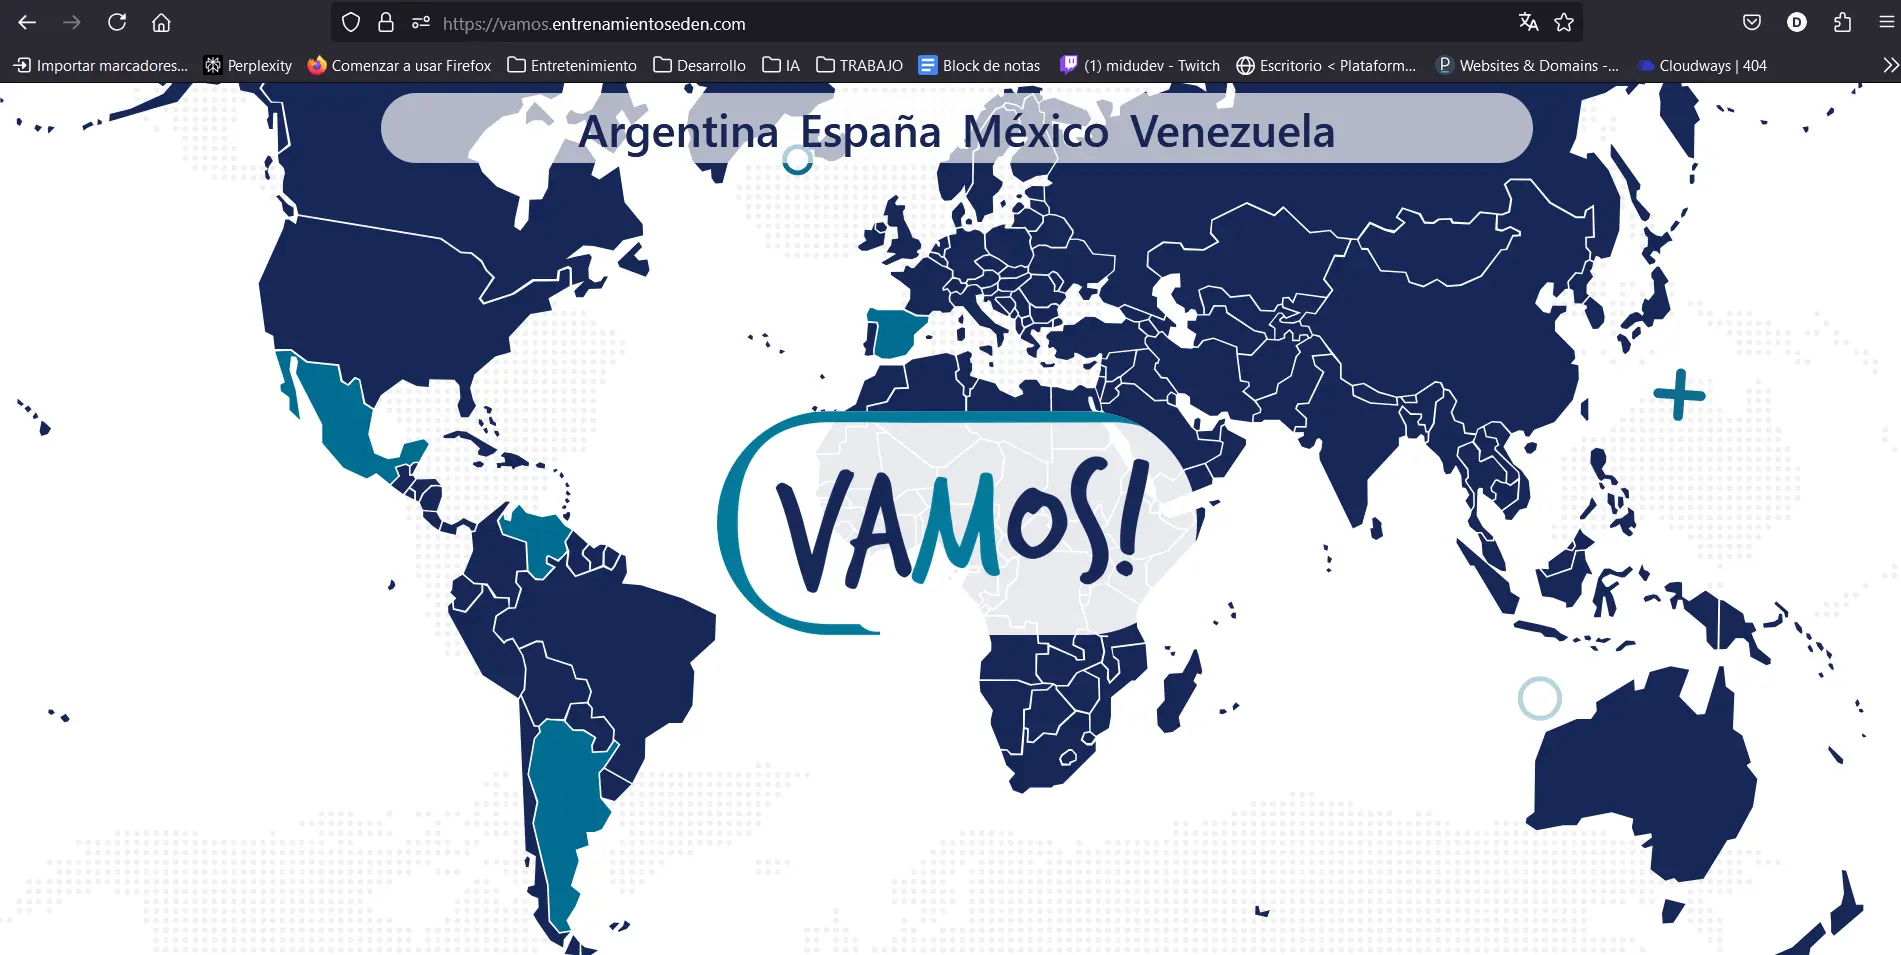 https://vamos.entrenamientoseden.com
D
Importar marcadores... Perplexity Comenzar a usar Firefox Entretenimiento Desarrollo IA TRABAJO Block de notas (1) midudev - Twitch Escritorio < Plataform... Websites & Domains -... Cloudways | 404
Argentina España México Venezuela
VAMOS!